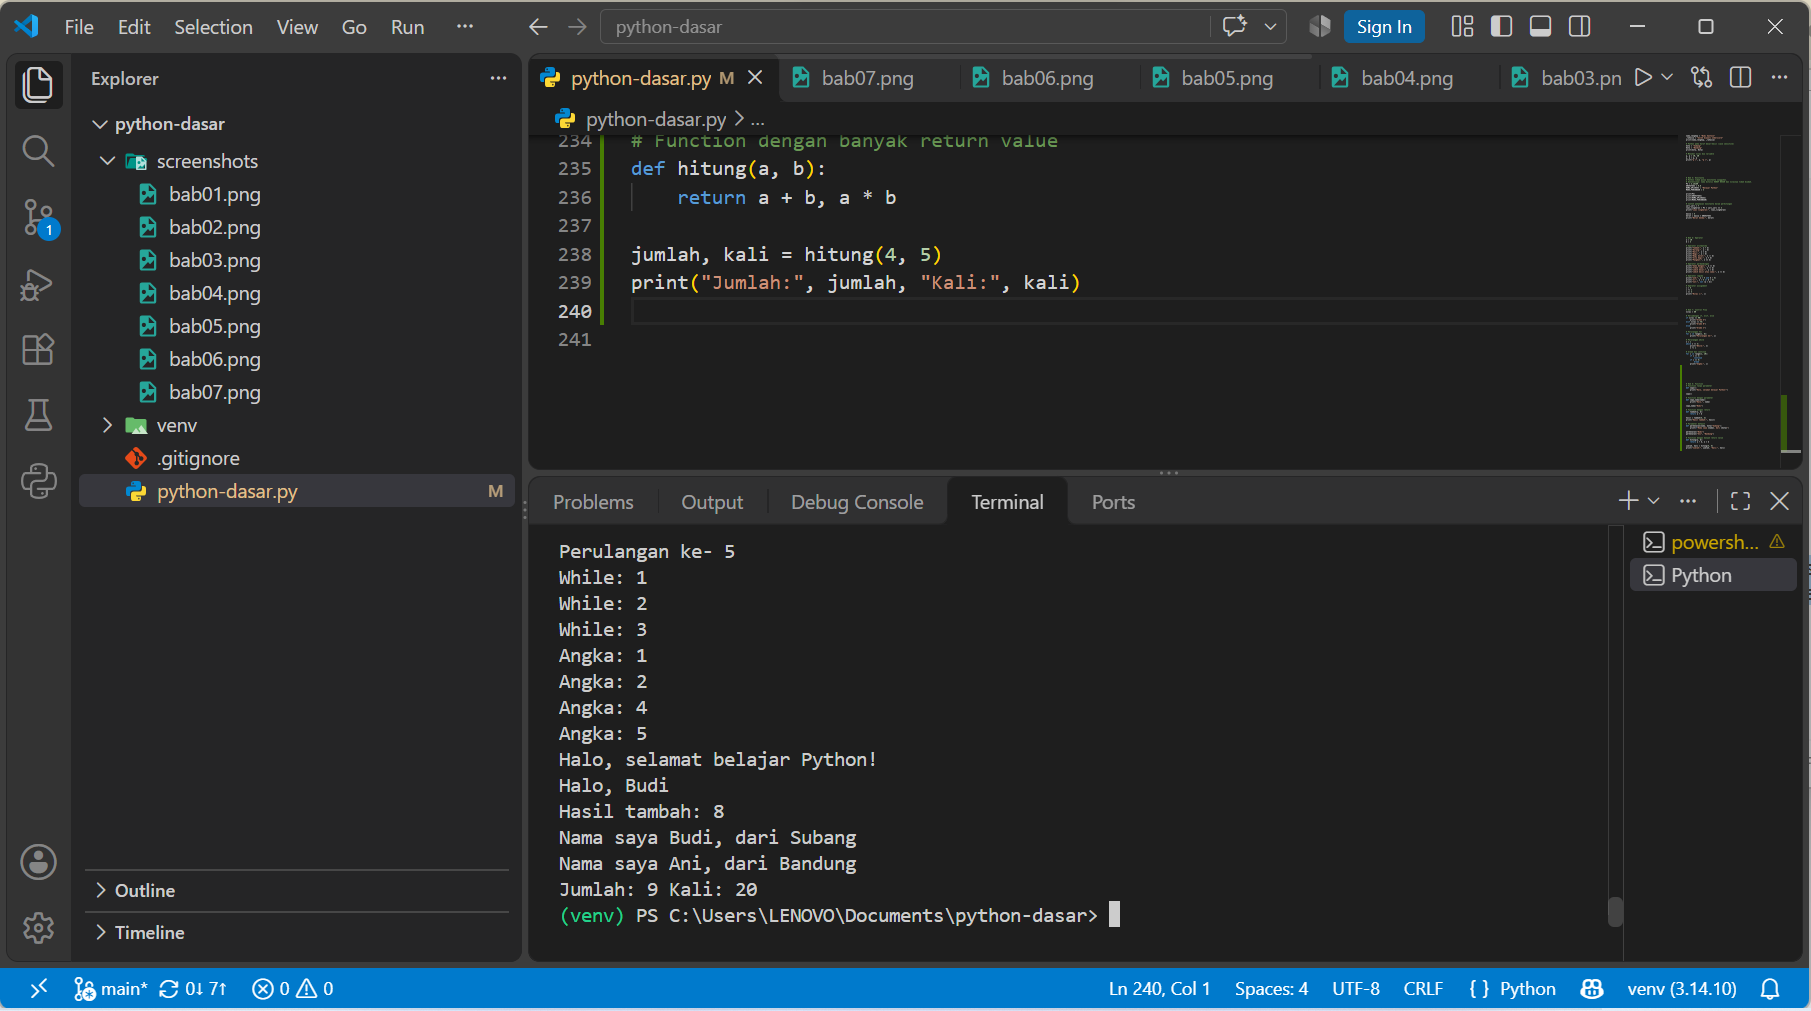 File Edit Selection View Go Run ···
python-dasar
Sign In
Explorer
python-dasar
screenshots
bab01.png
bab02.png
bab03.png
bab04.png
bab05.png
bab06.png
bab07.png
venv
.gitignore
python-dasar.py M
Outline
Timeline
python-dasar.py M bab07.png bab06.png bab05.png bab04.png bab03.pn
python-dasar.py > ...
234 # Function dengan banyak return value
235 def hitung(a, b):
236     return a + b, a * b
237
238 jumlah, kali = hitung(4, 5)
239 print("Jumlah:", jumlah, "Kali:", kali)
240
241
Problems Output Debug Console Terminal Ports
Perulangan ke- 5
While: 1
While: 2
While: 3
Angka: 1
Angka: 2
Angka: 4
Angka: 5
Halo, selamat belajar Python!
Halo, Budi
Hasil tambah: 8
Nama saya Budi, dari Subang
Nama saya Ani, dari Bandung
Jumlah: 9 Kali: 20
(venv) PS C:\Users\LENOVO\Documents\python-dasar>
powersh...
Python
1
main* 0↓ 7↑ 0 0
Ln 240, Col 1 Spaces: 4 UTF-8 CRLF { } Python venv (3.14.10)